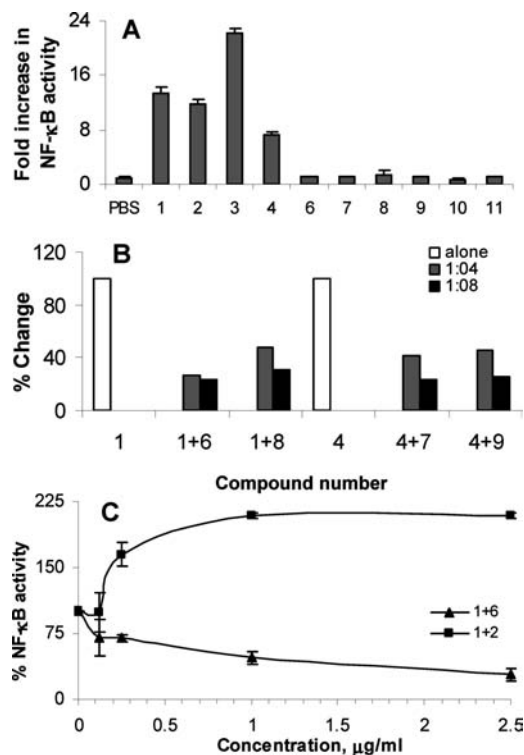 A
Fold increase in
NF-κB activity
24
16
8
0
PBS 1 2 3 4 6 7 8 9 10 11
B
alone
1:04
1:08
% Change
120
80
40
0
1 1+6 1+8 4 4+7 4+9
Compound number
C
% NF-κB activity
225
150
75
0
1+6
1+2
0 0.5 1 1.5 2 2.5
Concentration, µg/ml